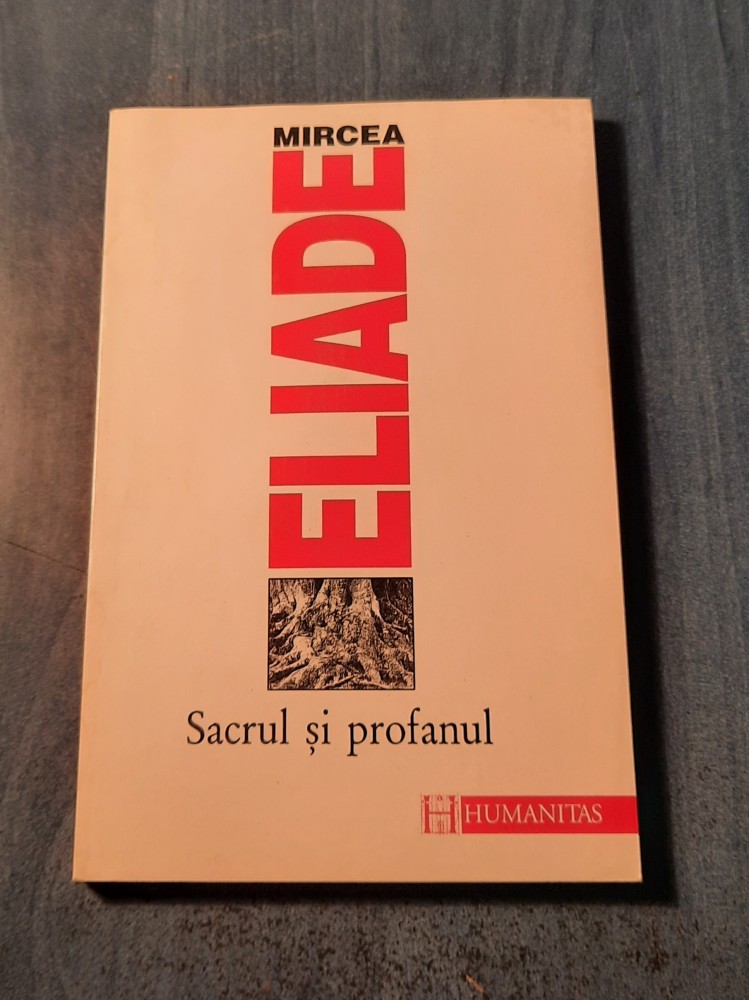 MIRCEA
ELIADE
Sacrul și profanul
H HUMANITAS